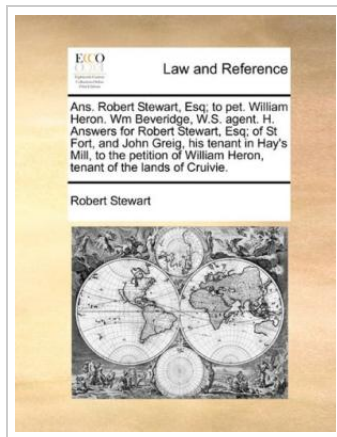 ECCO
Law and Reference
Ans. Robert Stewart, Esq; to pet. William
Heron. Wm Beveridge, W.S. agent. H.
Answers for Robert Stewart, Esq; of St
Fort, and John Greig, his tenant in Hay's
Mill, to the petition of William Heron,
tenant of the lands of Cruivie.
Robert Stewart